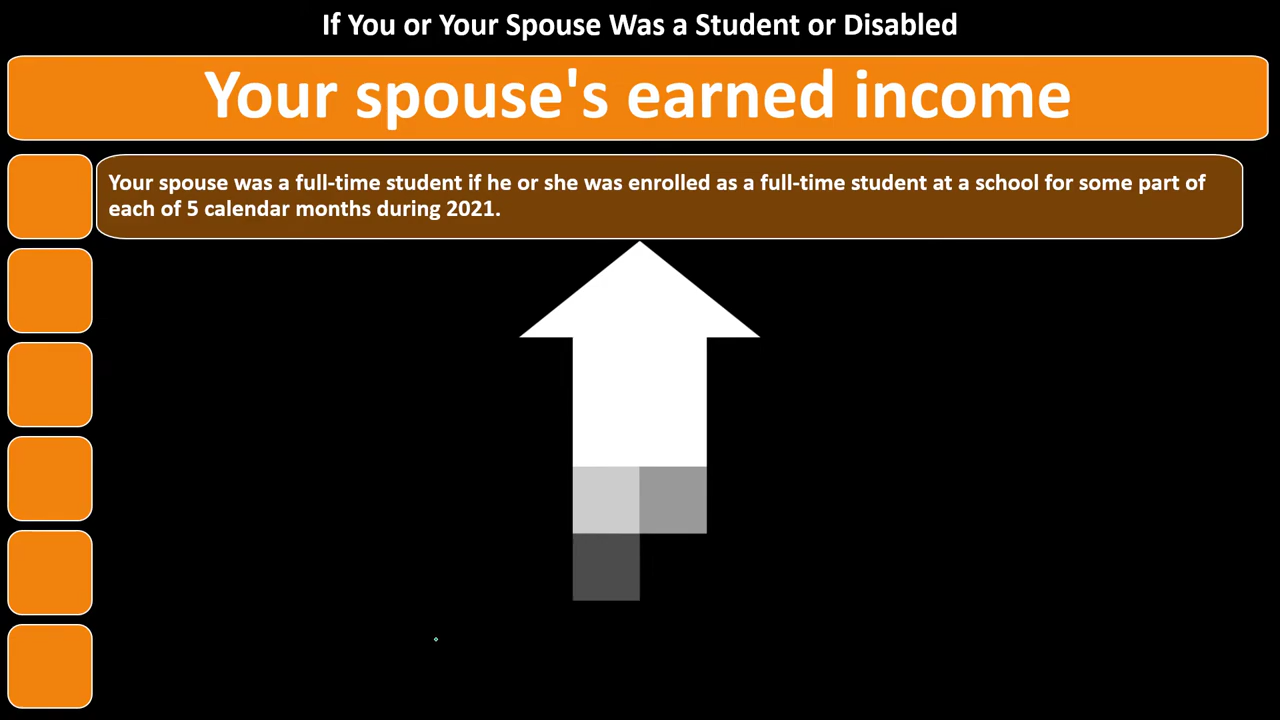 If You or Your Spouse Was a Student or Disabled
Your spouse's earned income
Your spouse was a full-time student if he or she was enrolled as a full-time student at a school for some part of
each of 5 calendar months during 2021.